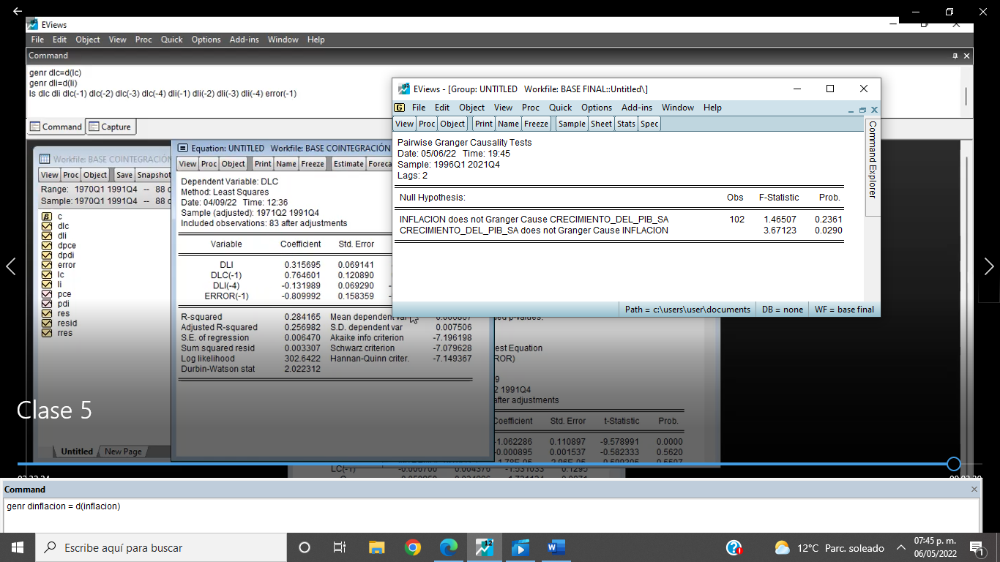 EViews
File Edit Object View Proc Quick Options Add-ins Window Help
Command
genr dlc=d(lc)
genr dli=d(li)
ls dlc dli dlc(-1) dlc(-2) dlc(-3) dlc(-4) dli(-1) dli(-2) dli(-3) dli(-4) error(-1)
Command Capture
Workfile: BASE COINTEGRACIÓN
View Proc Object Save Snapshot
Range: 1970Q1 1991Q4 -- 88 o
Sample: 1970Q1 1991Q4 -- 88 o
c
dlc
dli
dpce
dpdi
error
lc
li
pce
pdi
res
resid
rres
Untitled New Page
Equation: UNTITLED Workfile: BASE COINTEGRACIÓN
View Proc Object Print Name Freeze Estimate Foreca
Dependent Variable: DLC
Method: Least Squares
Date: 04/09/22 Time: 12:36
Sample (adjusted): 1971Q2 1991Q4
Included observations: 83 after adjustments
Variable Coefficient Std. Error
DLI 0.315695 0.069141
DLC(-1) 0.764601 0.120890
DLI(-4) -0.131989 0.069290
ERROR(-1) -0.809992 0.158359
R-squared 0.284165 Mean dependent var
Adjusted R-squared 0.256982 S.D. dependent var 0.007506
S.E. of regression 0.006470 Akaike info criterion -7.196198
Sum squared resid 0.003307 Schwarz criterion -7.079628
Log likelihood 302.6422 Hannan-Quinn criter. -7.149367
Durbin-Watson stat 2.022312
EViews - [Group: UNTITLED Workfile: BASE FINAL::Untitled\]
File Edit Object View Proc Quick Options Add-ins Window Help
View Proc Object Print Name Freeze Sample Sheet Stats Spec
Command Explorer
Pairwise Granger Causality Tests
Date: 05/06/22 Time: 19:45
Sample: 1996Q1 2021Q4
Lags: 2
Null Hypothesis: Obs F-Statistic Prob.
INFLACION does not Granger Cause CRECIMIENTO_DEL_PIB_SA 102 1.46507 0.2361
CRECIMIENTO_DEL_PIB_SA does not Granger Cause INFLACION 3.67123 0.0290
Path = c:\users\user\documents DB = none WF = base final
ed p-values.
est Equation
ROR)
9
2 1991Q4
after adjustments
Coefficient Std. Error t-Statistic Prob.
-1.062286 0.110897 -9.578991 0.0000
-0.000895 0.001537 -0.582333 0.5620
LC(-1)
Clase 5
Command
genr dinflacion = d(inflacion)
Escribe aquí para buscar
12°C Parc. soleado
07:45 p. m.
06/05/2022
1